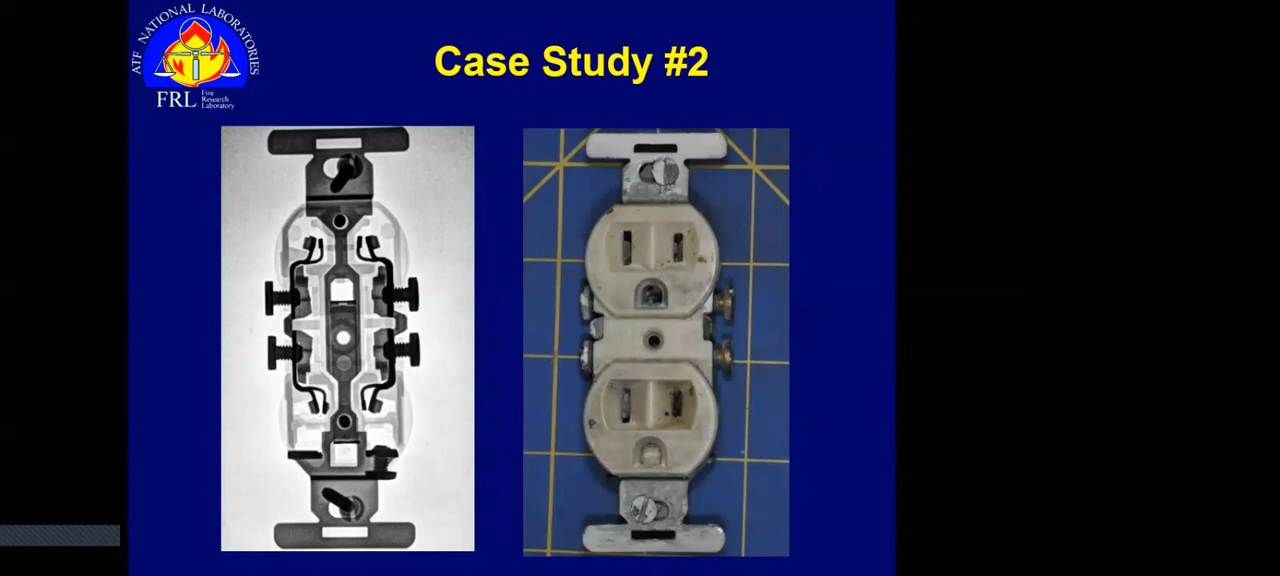 ATF NATIONAL LABORATORIES
Case Study #2
FRL Fire
Research
Laboratory